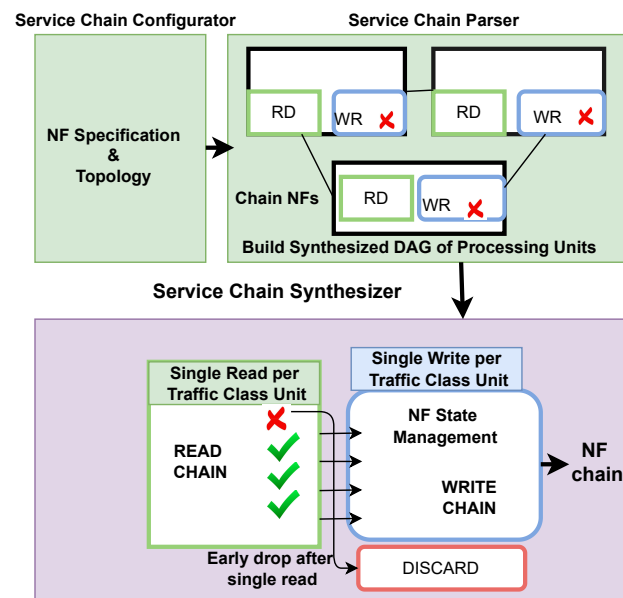 Service Chain Configurator
Service Chain Parser
NF Specification
&
Topology
RD
WR
RD
WR
Chain NFs
RD
WR
Build Synthesized DAG of Processing Units
Service Chain Synthesizer
Single Read per
Traffic Class Unit
Single Write per
Traffic Class Unit
READ
CHAIN
NF State
Management
WRITE
CHAIN
NF
chain
Early drop after
single read
DISCARD